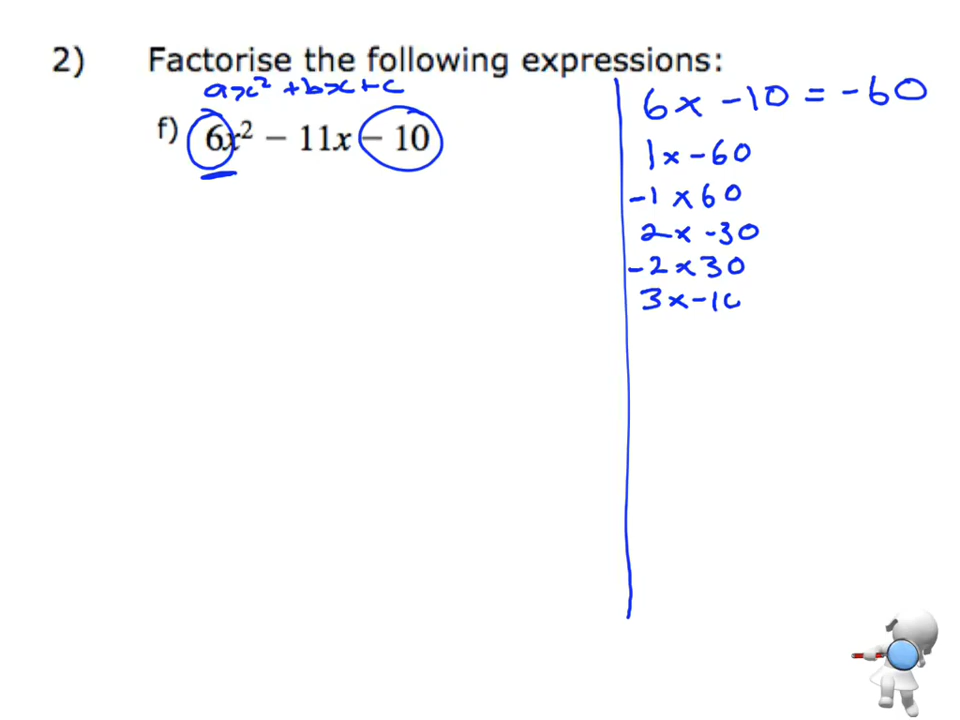 2) Factorise the following expressions:
ax² + bx + c
f) 6x² − 11x − 10
6 x -10 = -60
1 x -60
-1 x 60
2 x -30
-2 x 30
3 x -1